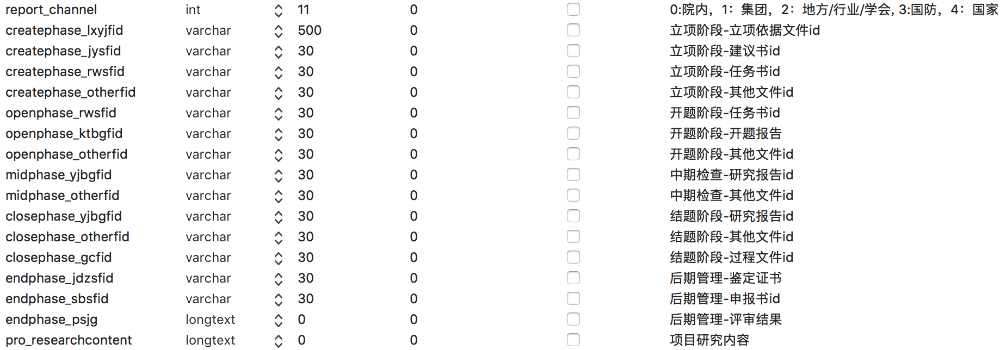 report_channel int 11 0 0:院内，1：集团，2：地方/行业/学会, 3:国防，4：国家
createphase_lxyjfid varchar 500 0 立项阶段-立项依据文件id
createphase_jysfid varchar 30 0 立项阶段-建议书id
createphase_rwsfid varchar 30 0 立项阶段-任务书id
createphase_otherfid varchar 30 0 立项阶段-其他文件id
openphase_rwsfid varchar 30 0 开题阶段-任务书id
openphase_ktbgfid varchar 30 0 开题阶段-开题报告
openphase_otherfid varchar 30 0 开题阶段-其他文件id
midphase_yjbgfid varchar 30 0 中期检查-研究报告id
midphase_otherfid varchar 30 0 中期检查-其他文件id
closephase_yjbgfid varchar 30 0 结题阶段-研究报告id
closephase_otherfid varchar 30 0 结题阶段-其他文件id
closephase_gcfid varchar 30 0 结题阶段-过程文件id
endphase_jdzsfid varchar 30 0 后期管理-鉴定证书
endphase_sbsfid varchar 30 0 后期管理-申报书id
endphase_psjg longtext 0 0 后期管理-评审结果
pro_researchcontent longtext 0 0 项目研究内容